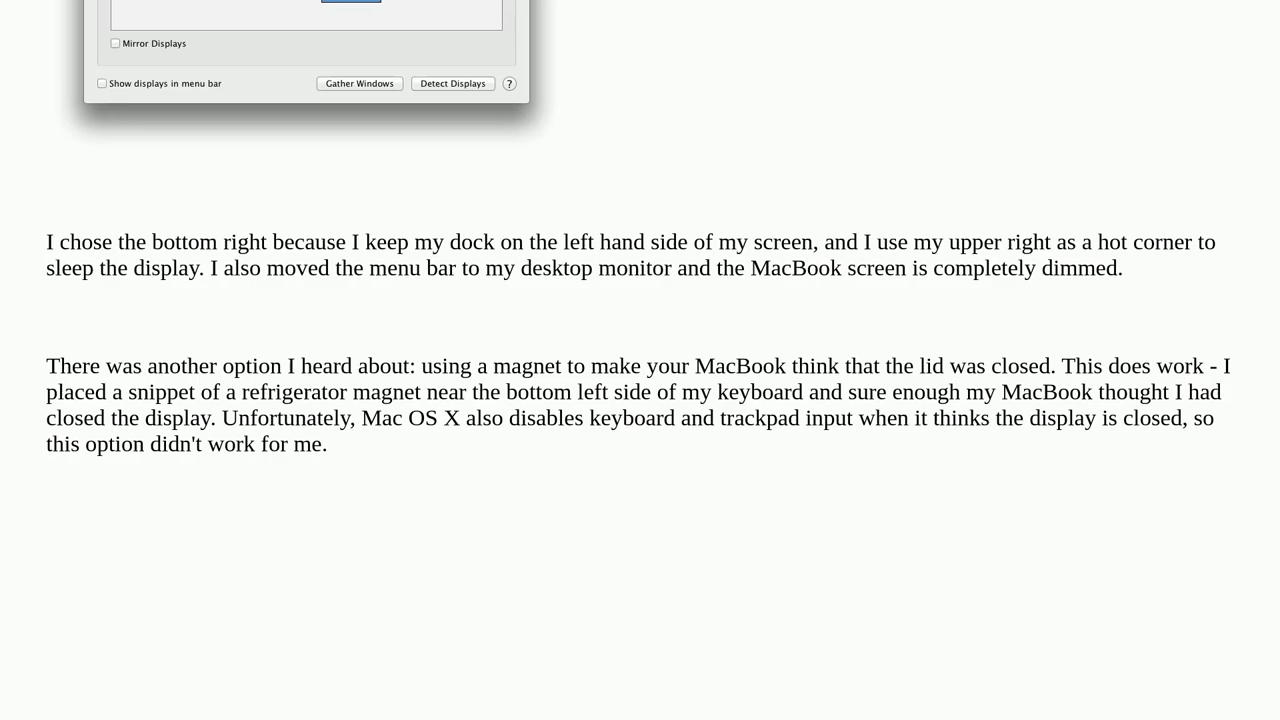 Mirror Displays
Show displays in menu bar
Gather Windows
Detect Displays
?
I chose the bottom right because I keep my dock on the left hand side of my screen, and I use my upper right as a hot corner to
sleep the display. I also moved the menu bar to my desktop monitor and the MacBook screen is completely dimmed.
There was another option I heard about: using a magnet to make your MacBook think that the lid was closed. This does work - I
placed a snippet of a refrigerator magnet near the bottom left side of my keyboard and sure enough my MacBook thought I had
closed the display. Unfortunately, Mac OS X also disables keyboard and trackpad input when it thinks the display is closed, so
this option didn't work for me.